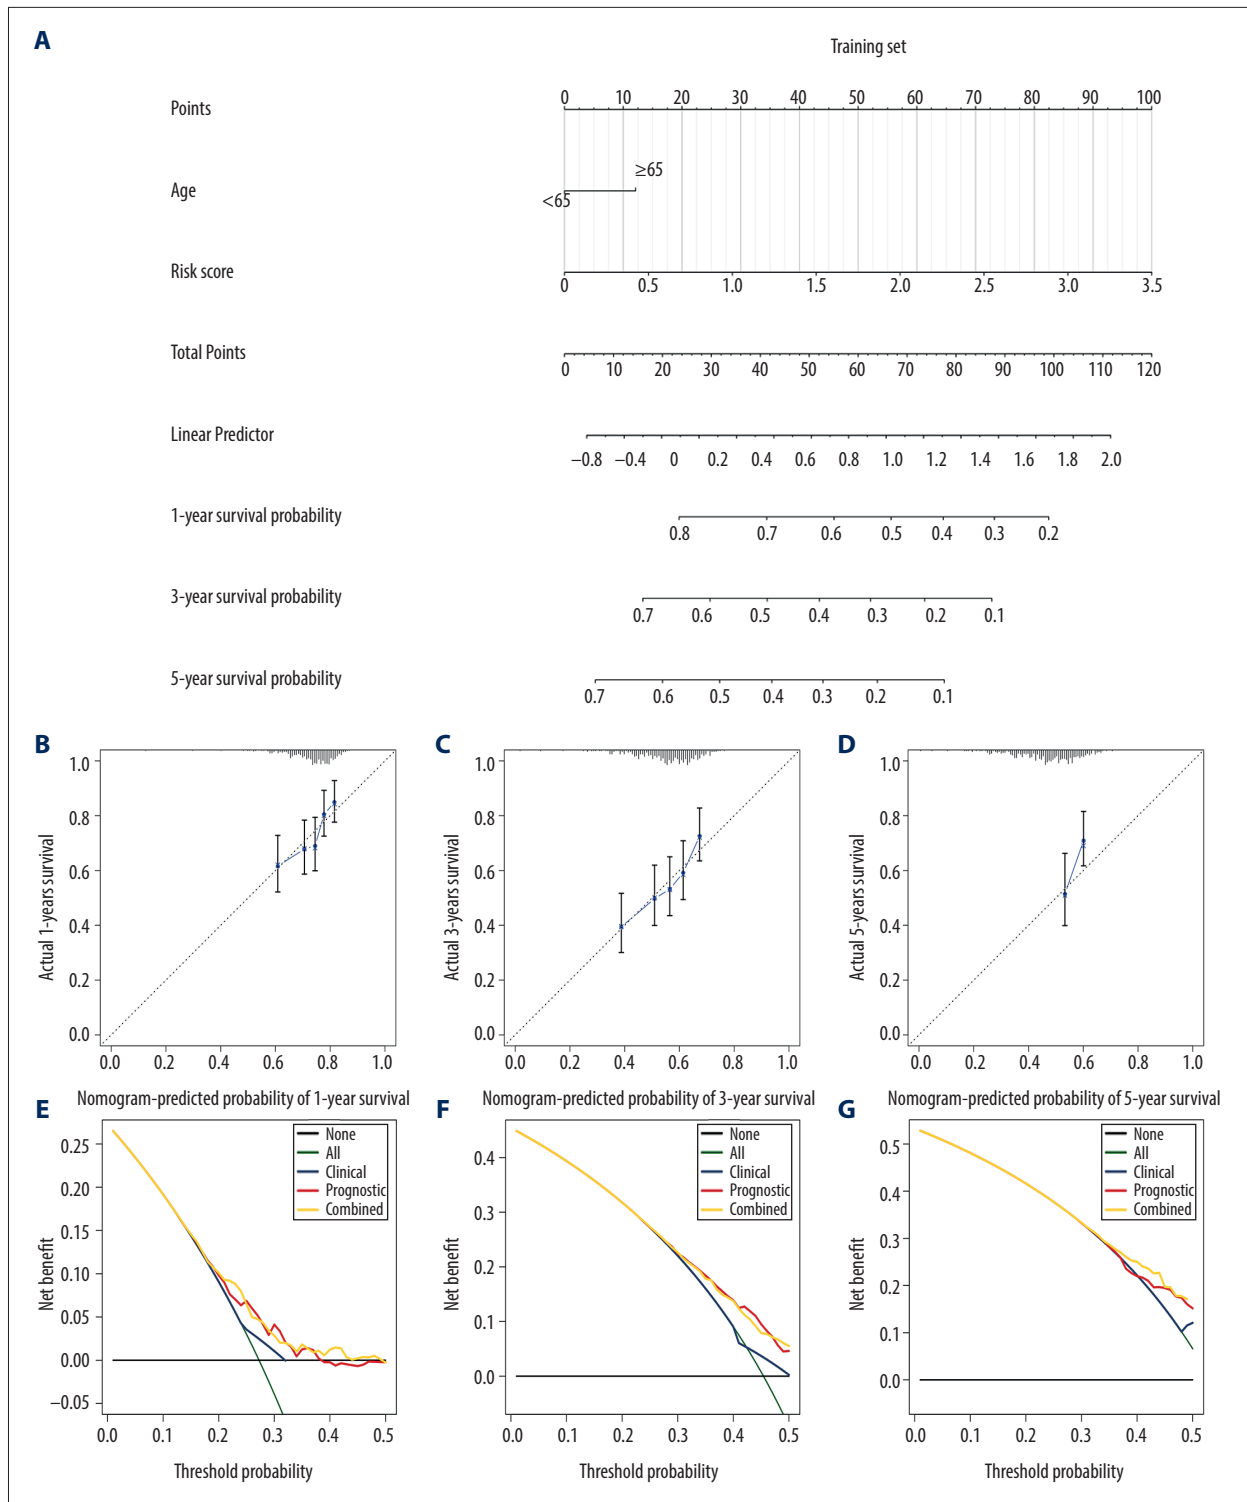 A
Training set
Points
0 10 20 30 40 50 60 70 80 90 100
Age
≥65
<65
Risk score
0 0.5 1.0 1.5 2.0 2.5 3.0 3.5
Total Points
0 10 20 30 40 50 60 70 80 90 100 110 120
Linear Predictor
−0.8 −0.4 0 0.2 0.4 0.6 0.8 1.0 1.2 1.4 1.6 1.8 2.0
1-year survival probability
0.8 0.7 0.6 0.5 0.4 0.3 0.2
3-year survival probability
0.7 0.6 0.5 0.4 0.3 0.2 0.1
5-year survival probability
0.7 0.6 0.5 0.4 0.3 0.2 0.1
B
Actual 1-years survival
1.0
0.8
0.6
0.4
0.2
0.0
0.0 0.2 0.4 0.6 0.8 1.0
Nomogram-predicted probability of 1-year survival
C
Actual 3-years survival
1.0
0.8
0.6
0.4
0.2
0.0
0.0 0.2 0.4 0.6 0.8 1.0
Nomogram-predicted probability of 3-year survival
D
Actual 5-years survival
1.0
0.8
0.6
0.4
0.2
0.0
0.0 0.2 0.4 0.6 0.8 1.0
Nomogram-predicted probability of 5-year survival
E
Net benefit
0.25
0.20
0.15
0.10
0.05
0.00
−0.05
None
All
Clinical
Prognostic
Combined
0.0 0.1 0.2 0.3 0.4 0.5
Threshold probability
F
Net benefit
0.4
0.3
0.2
0.1
0.0
None
All
Clinical
Prognostic
Combined
0.0 0.1 0.2 0.3 0.4 0.5
Threshold probability
G
Net benefit
0.5
0.4
0.3
0.2
0.1
0.0
None
All
Clinical
Prognostic
Combined
0.0 0.1 0.2 0.3 0.4 0.5
Threshold probability